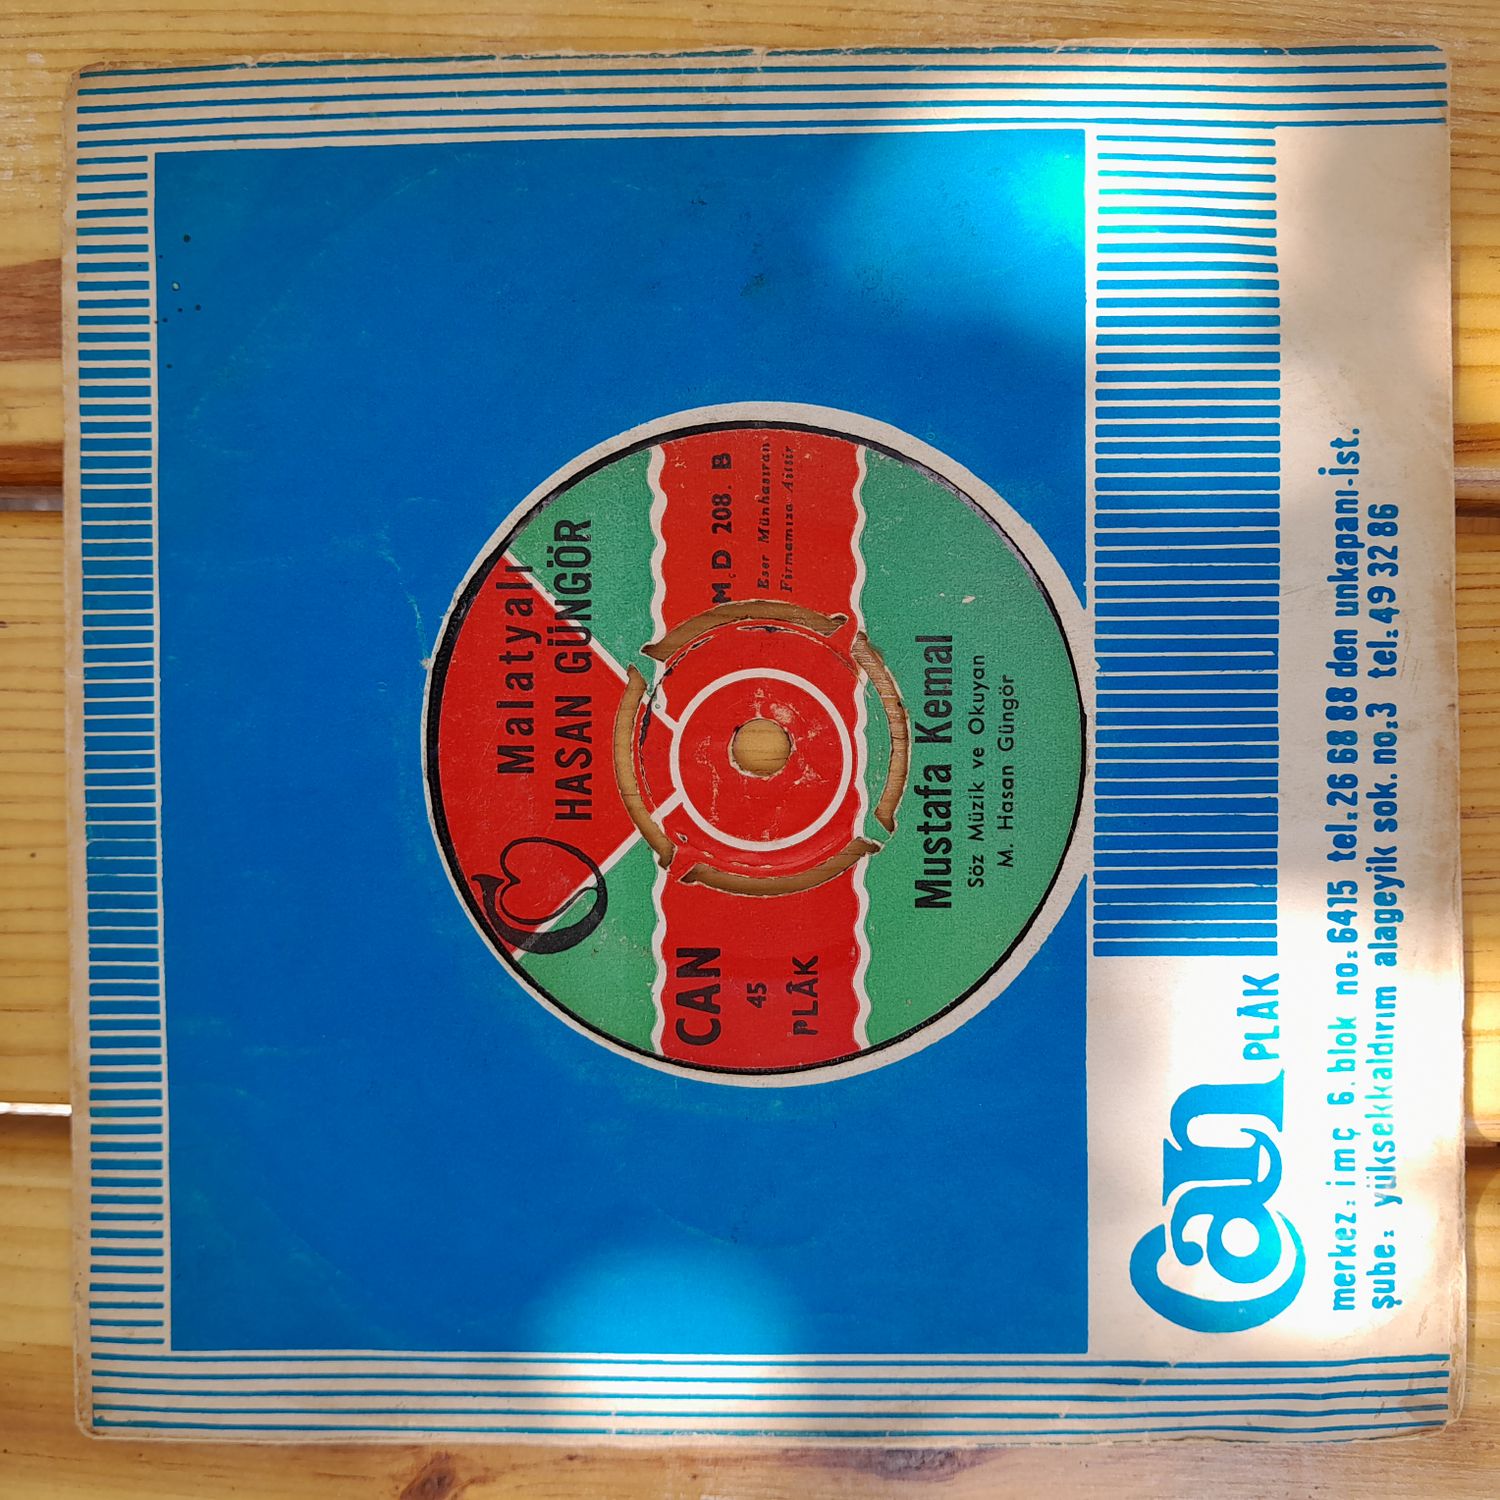 Malatyalı
HASAN GÜNGÖR
CAN
45
PLÂK
M.D 208. B
Eser Münhasıran
Firmamıza Aittir
Mustafa Kemal
Söz Müzik ve Okuyan
M. Hasan Güngör
Can PLÂK
merkez: imç 6. blok no: 6415 tel. 26 68 88 den unkapanı-ist.
şube: yüksekkaldırım alageyik sok. no: 3 tel: 49 32 86